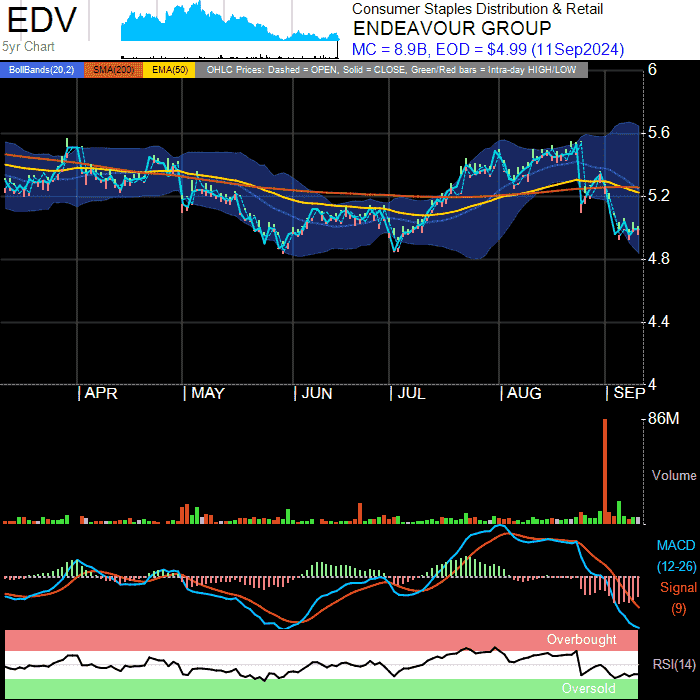 EDV
5yr Chart
Consumer Staples Distribution & Retail
ENDEAVOUR GROUP
MC = 8.9B, EOD = $4.99 (11Sep2024)
BollBands(20,2) SMA(200) EMA(50) OHLC Prices: Dashed = OPEN, Solid = CLOSE, Green/Red bars = Intra-day HIGH/LOW
6
5.6
5.2
4.8
4.4
4
APR MAY JUN JUL AUG SEP
86M
Volume
MACD
(12-26)
Signal
(9)
Overbought
RSI(14)
Oversold